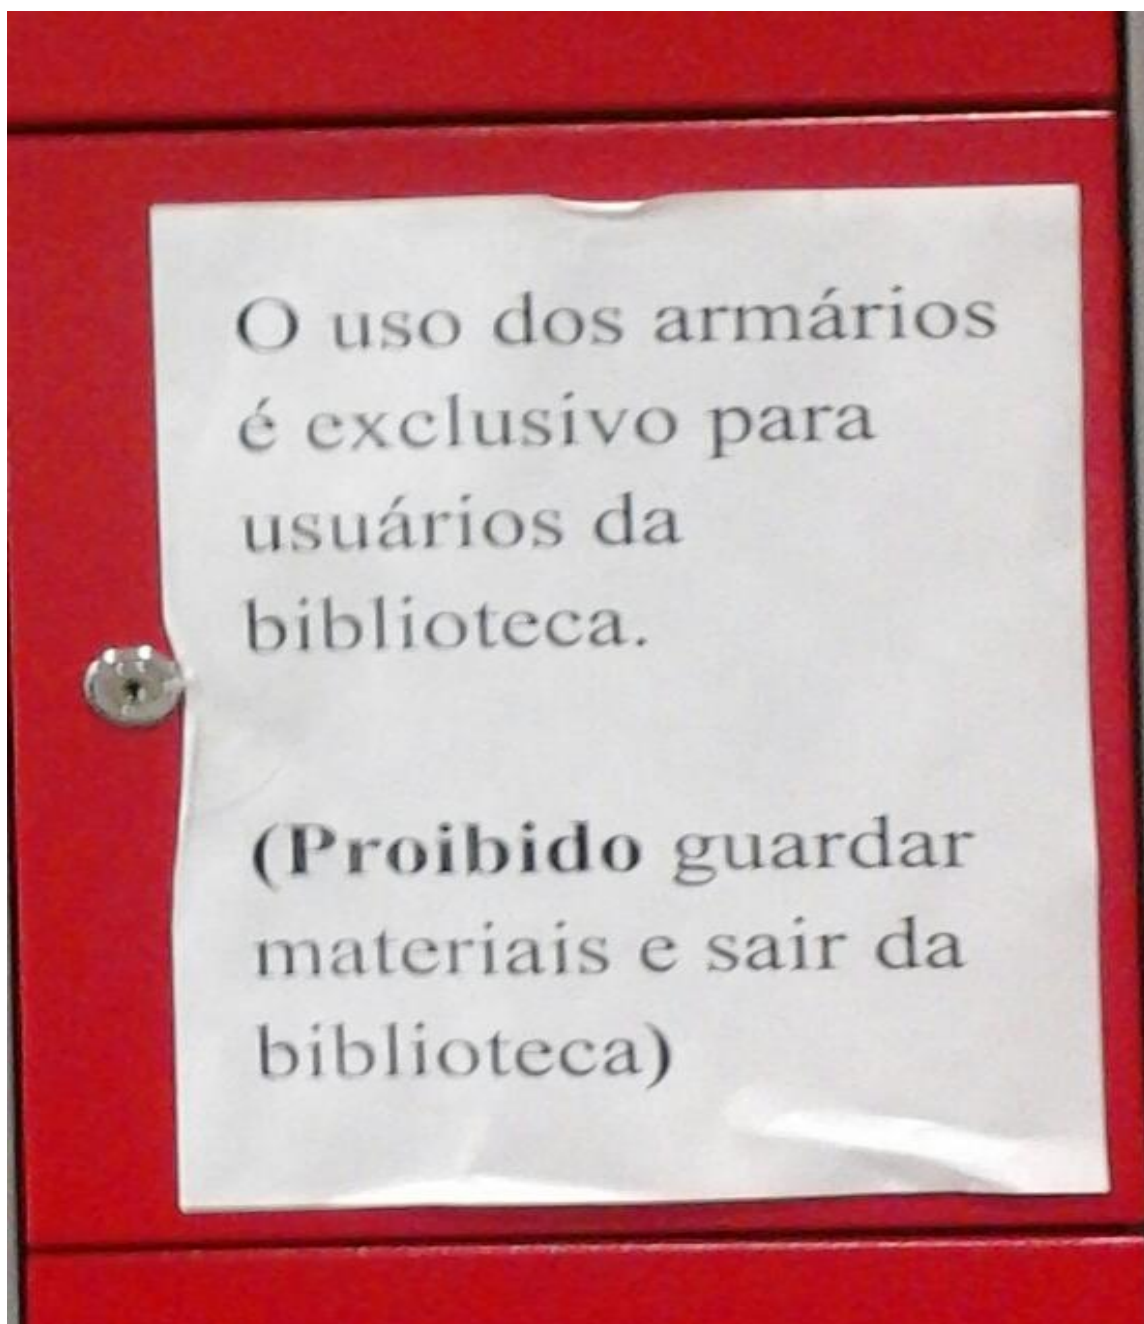 O uso dos armários
é exclusivo para
usuários da
biblioteca.
(Proibido guardar
materiais e sair da
biblioteca)